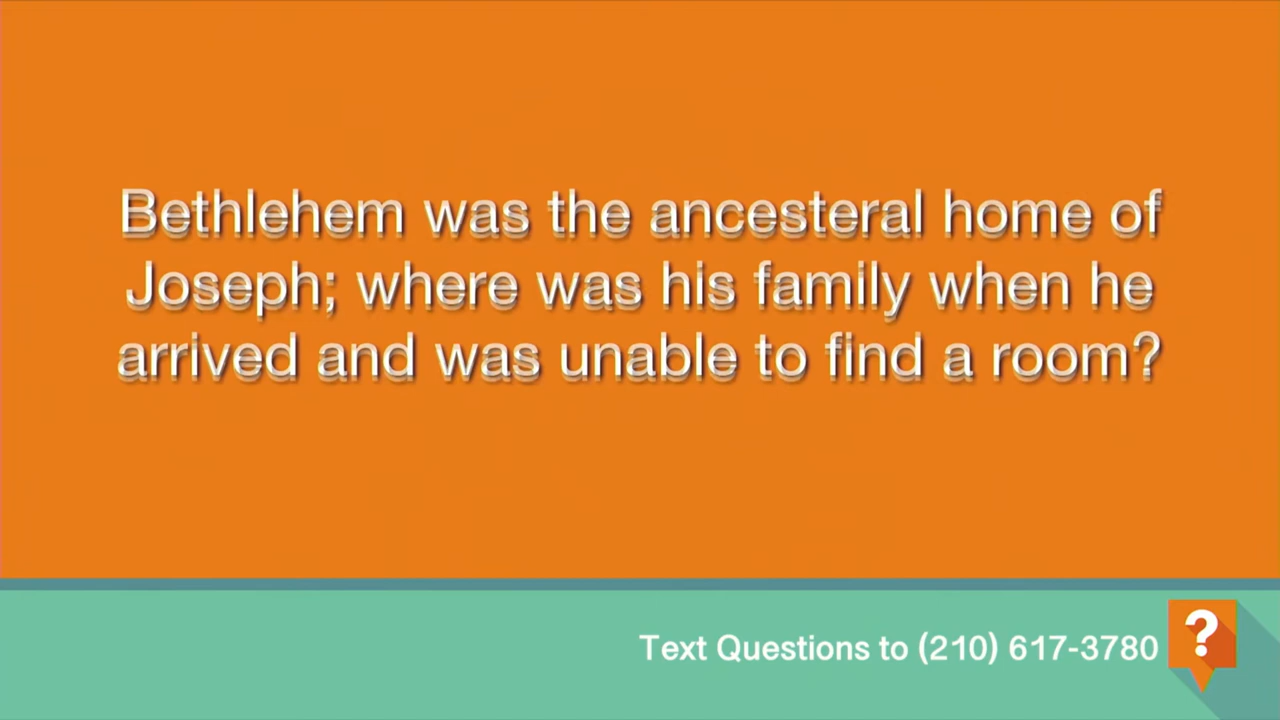 Bethlehem was the ancesteral home of
Joseph; where was his family when he
arrived and was unable to find a room?
Text Questions to (210) 617-3780
?